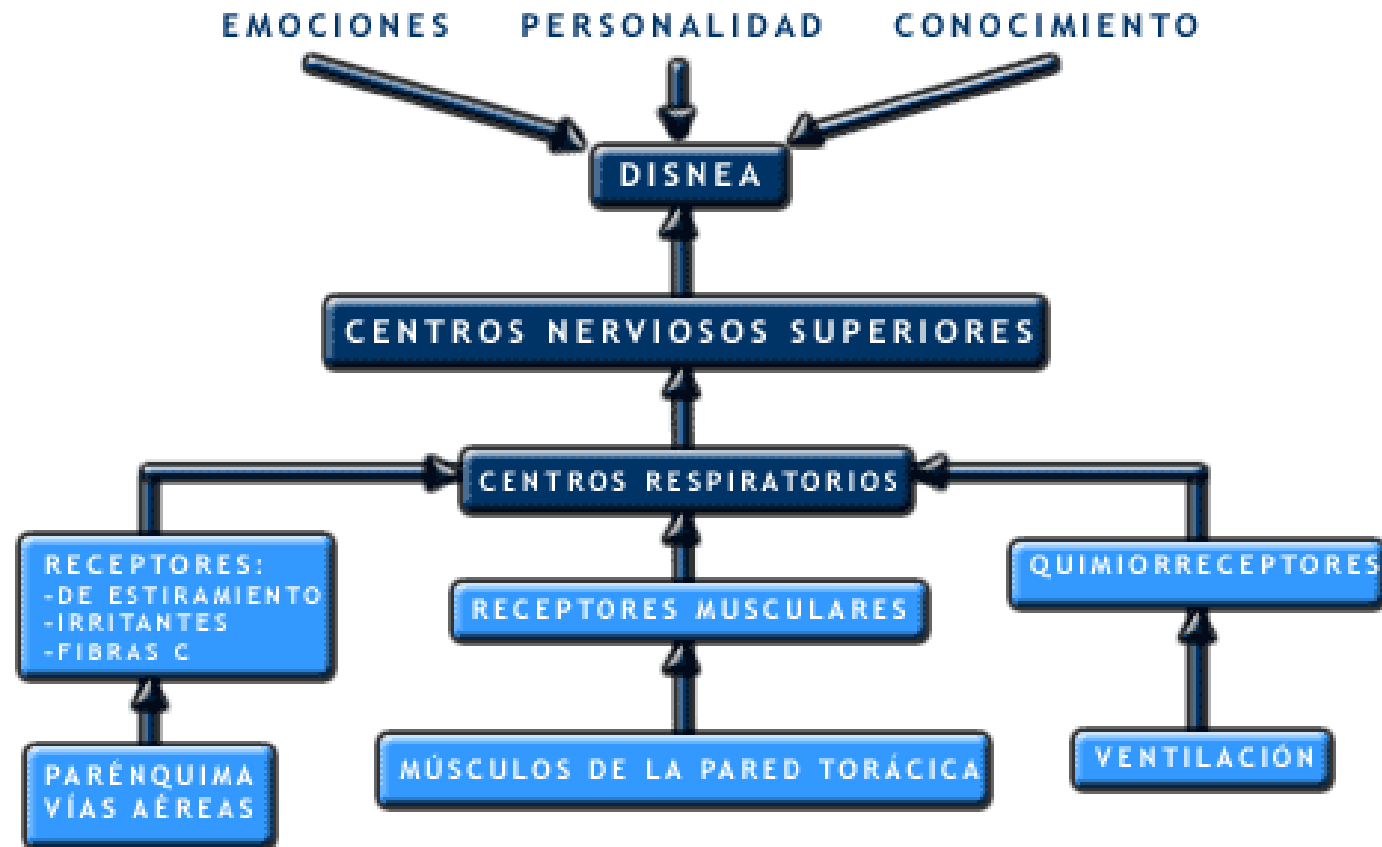 EMOCIONES PERSONALIDAD CONOCIMIENTO
DISNEA
CENTROS NERVIOSOS SUPERIORES
CENTROS RESPIRATORIOS
RECEPTORES:
-DE ESTIRAMIENTO
-IRRITANTES
-FIBRAS C
RECEPTORES MUSCULARES
QUIMIORRECEPTORES
PARÉNQUIMA
VÍAS AÉREAS
MÚSCULOS DE LA PARED TORÁCICA
VENTILACIÓN